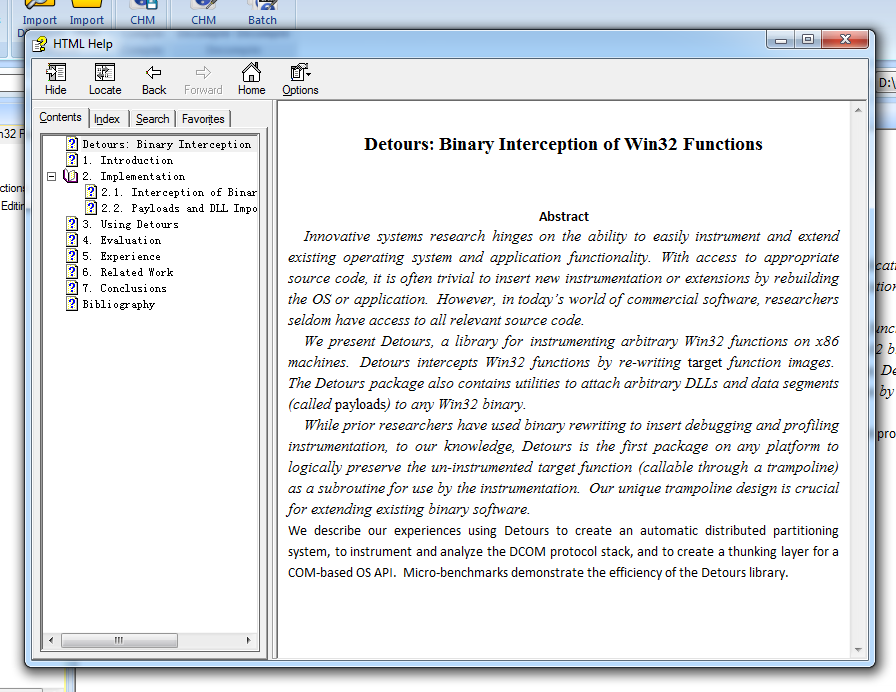 Import Import CHM CHM Batch
HTML Help
Hide Locate Back Forward Home Options
D:\
Contents Index Search Favorites
Detours: Binary Interception
1. Introduction
2. Implementation
2.1. Interception of Binar
2.2. Payloads and DLL Impo
3. Using Detours
4. Evaluation
5. Experience
6. Related Work
7. Conclusions
Bibliography
Detours: Binary Interception of Win32 Functions
Abstract
Innovative systems research hinges on the ability to easily instrument and extend
existing operating system and application functionality. With access to appropriate
source code, it is often trivial to insert new instrumentation or extensions by rebuilding
the OS or application. However, in today's world of commercial software, researchers
seldom have access to all relevant source code.
We present Detours, a library for instrumenting arbitrary Win32 functions on x86
machines. Detours intercepts Win32 functions by re-writing target function images.
The Detours package also contains utilities to attach arbitrary DLLs and data segments
(called payloads) to any Win32 binary.
While prior researchers have used binary rewriting to insert debugging and profiling
instrumentation, to our knowledge, Detours is the first package on any platform to
logically preserve the un-instrumented target function (callable through a trampoline)
as a subroutine for use by the instrumentation. Our unique trampoline design is crucial
for extending existing binary software.
We describe our experiences using Detours to create an automatic distributed partitioning
system, to instrument and analyze the DCOM protocol stack, and to create a thunking layer for a
COM-based OS API. Micro-benchmarks demonstrate the efficiency of the Detours library.